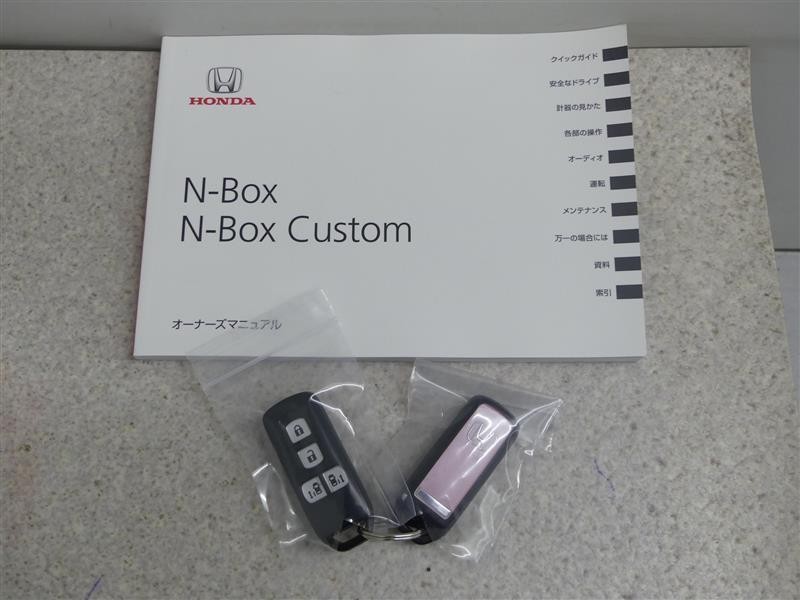 HONDA
N-Box
N-Box Custom
オーナーズマニュアル
クイックガイド
安全なドライブ
計器の見かた
各部の操作
オーディオ
運転
メンテナンス
万一の場合には
資料
索引